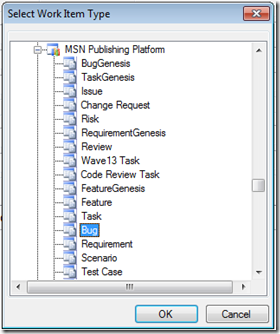 Select Work Item Type
MSN Publishing Platform
BugGenesis
TaskGenesis
Issue
Change Request
Risk
RequirementGenesis
Review
Wave13 Task
Code Review Task
FeatureGenesis
Feature
Task
Bug
Requirement
Scenario
Test Case
OK
Cancel